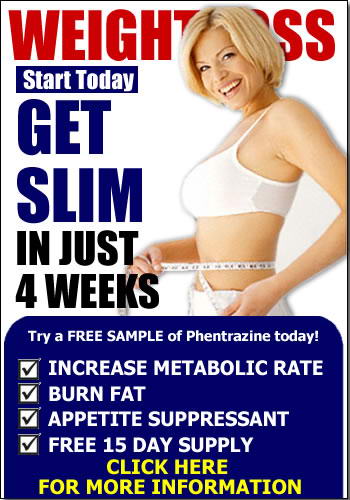 WEIGHT LOSS
Start Today
GET
SLIM
IN JUST
4 WEEKS
Try a FREE SAMPLE of Phentrazine today!
INCREASE METABOLIC RATE
BURN FAT
APPETITE SUPPRESSANT
FREE 15 DAY SUPPLY
CLICK HERE
FOR MORE INFORMATION